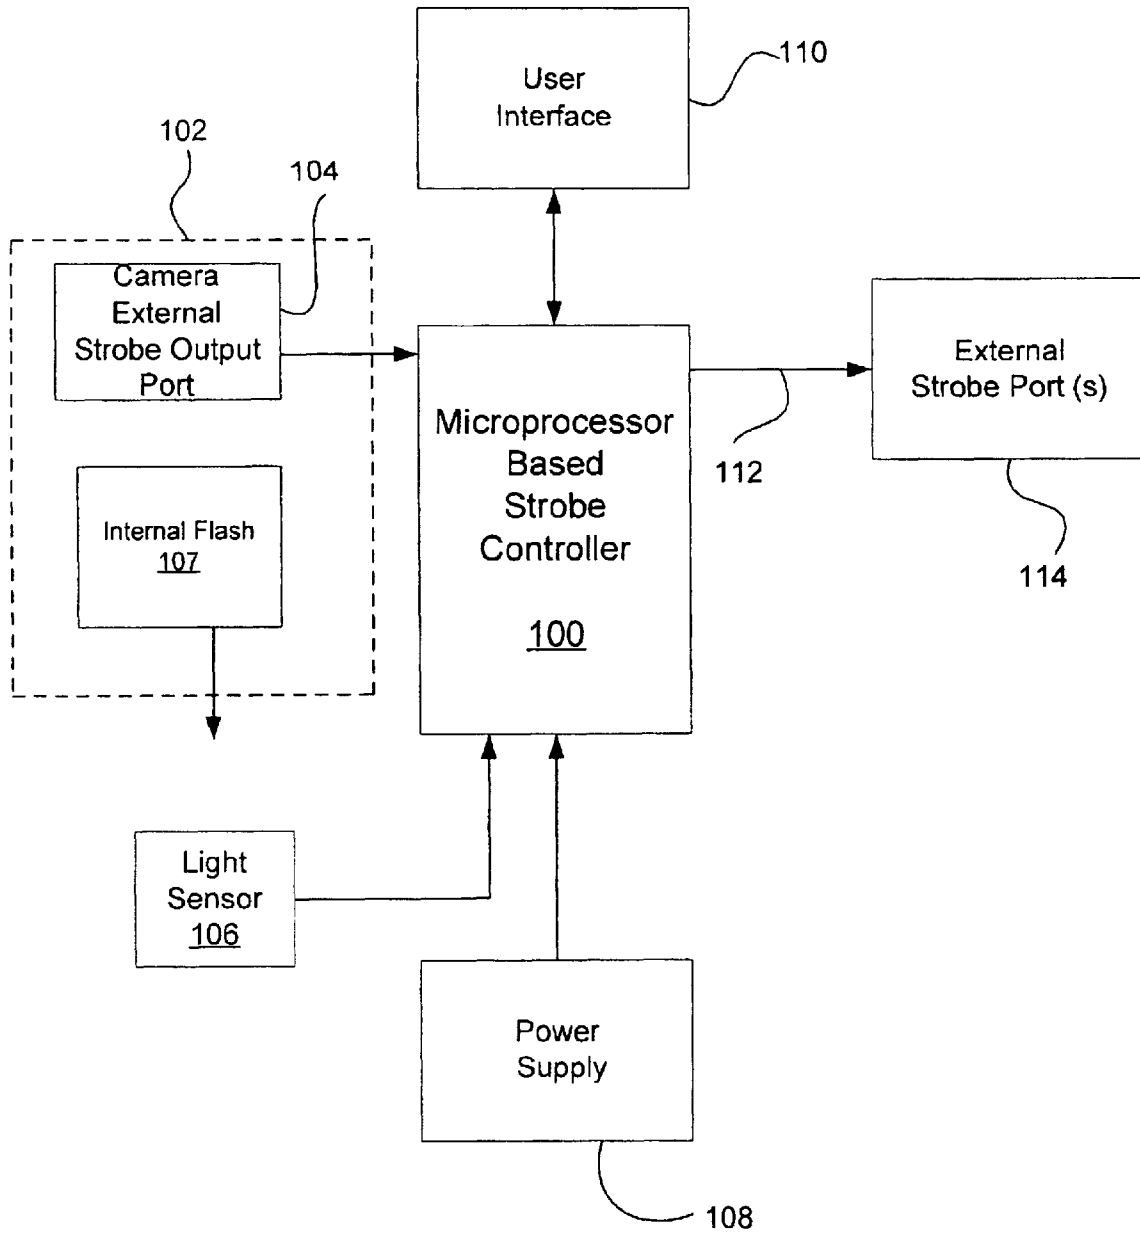 User
Interface
110
102
104
Camera
External
Strobe Output
Port
Internal Flash
107
Microprocessor
Based
Strobe
Controller
100
112
External
Strobe Port (s)
114
Light
Sensor
106
Power
Supply
108